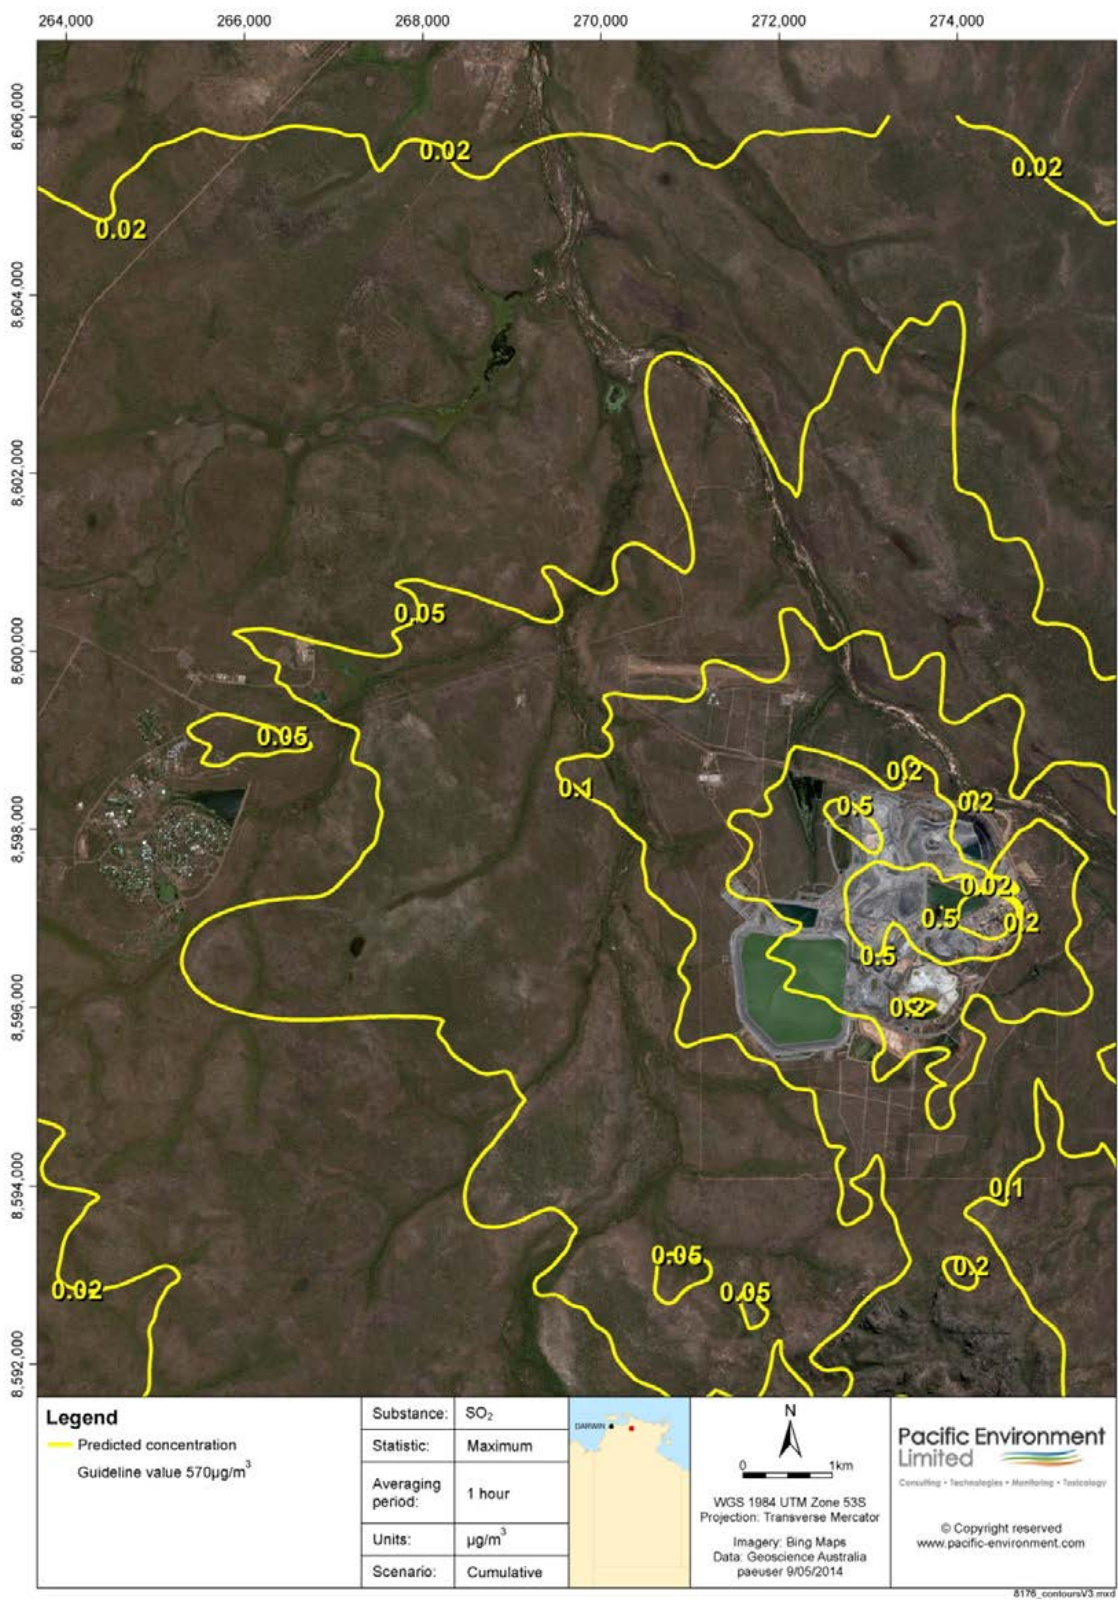 264,000
266,000
268,000
270,000
272,000
274,000
8,606,000
8,604,000
8,602,000
8,600,000
8,598,000
8,596,000
8,594,000
8,592,000
0.02
0.02
0.02
0.05
0.05
0.1
0.2
0.2
0.5
0.02
0.5
0.2
0.5
0.2
0.1
0.05
0.2
0.05
0.02
Legend
Predicted concentration
Guideline value 570µg/m³
Substance: SO₂
Statistic: Maximum
Averaging
period: 1 hour
Units: µg/m³
Scenario: Cumulative
DARWIN
N
0 1km
WGS 1984 UTM Zone 53S
Projection: Transverse Mercator
Imagery: Bing Maps
Data: Geoscience Australia
paeuser 9/05/2014
Pacific Environment
Limited
Consulting • Technologies • Monitoring • Toxicology
© Copyright reserved
www.pacific-environment.com
8176_contoursV3.mxd